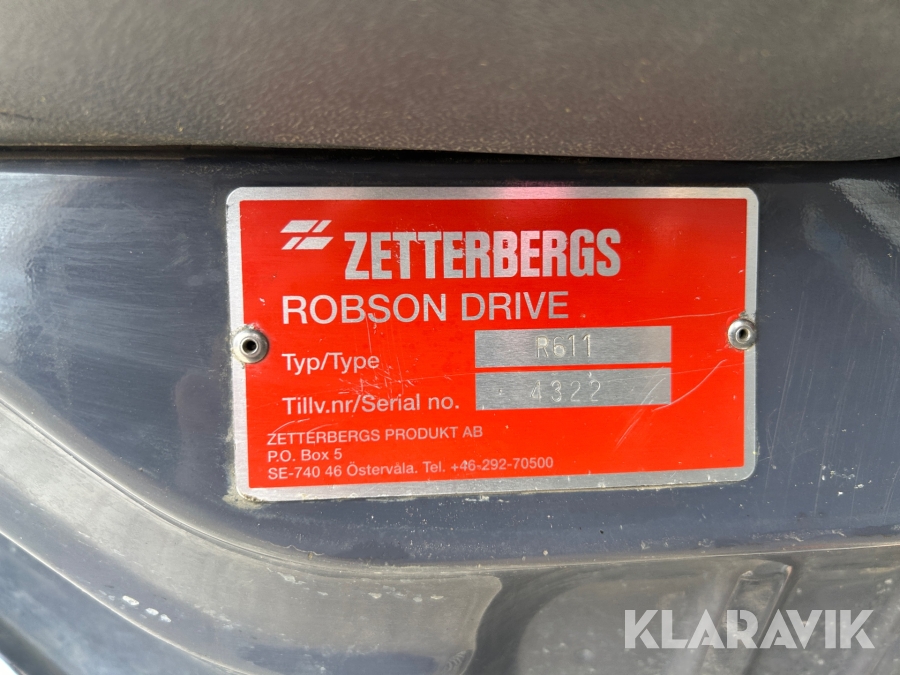 ZETTERBERGS
ROBSON DRIVE
Typ/Type R611
Tillv.nr/Serial no. 4322
ZETTERBERGS PRODUKT AB
P.O. Box 5
SE-740 46 Östervåla. Tel. +46-292-70500
KLARAVIK